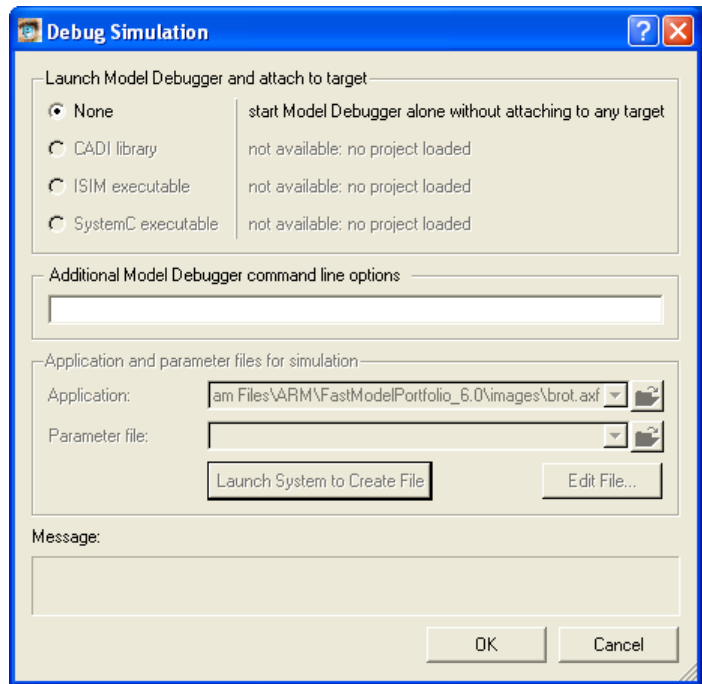 Debug Simulation
Launch Model Debugger and attach to target
None start Model Debugger alone without attaching to any target
CADI library not available: no project loaded
ISIM executable not available: no project loaded
SystemC executable not available: no project loaded
Additional Model Debugger command line options
Application and parameter files for simulation
Application: am Files\ARM\FastModelPortfolio_6.0\images\brot.axf
Parameter file:
Launch System to Create File Edit File...
Message:
OK Cancel